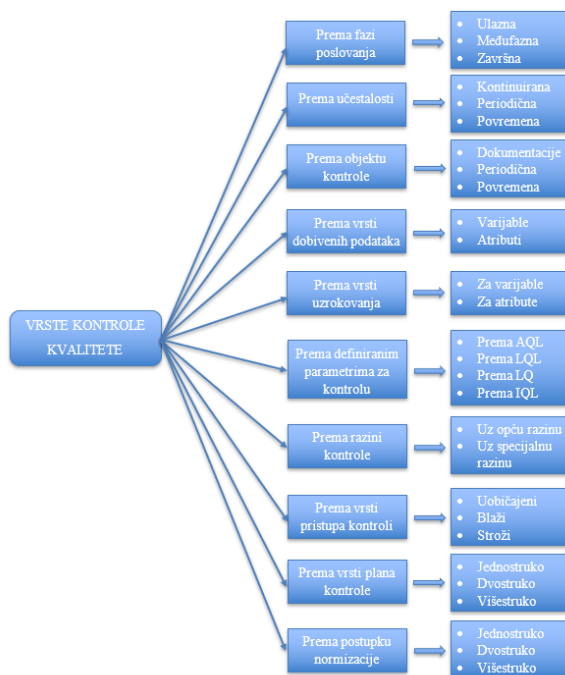 VRSTE KONTROLE
KVALITETE
Prema fazi
poslovanja
Ulazna
Međufazna
Završna
Prema učestalosti
Kontinuirana
Periodična
Povremena
Prema objektu
kontrole
Dokumentacije
Periodična
Povremena
Prema vrsti
dobivenih podataka
Varijable
Atributi
Prema vrsti
uzrokovanja
Za varijable
Za atribute
Prema definiranim
parametrima za
kontrolu
Prema AQL
Prema LQL
Prema LQ
Prema IQL
Prema razini
kontrole
Uz opću razinu
Uz specijalnu
razinu
Prema vrsti
pristupa kontroli
Uobičajeni
Blaži
Stroži
Prema vrsti plana
kontrole
Jednostruko
Dvostruko
Višestruko
Prema postupku
normizacije
Jednostruko
Dvostruko
Višestruko